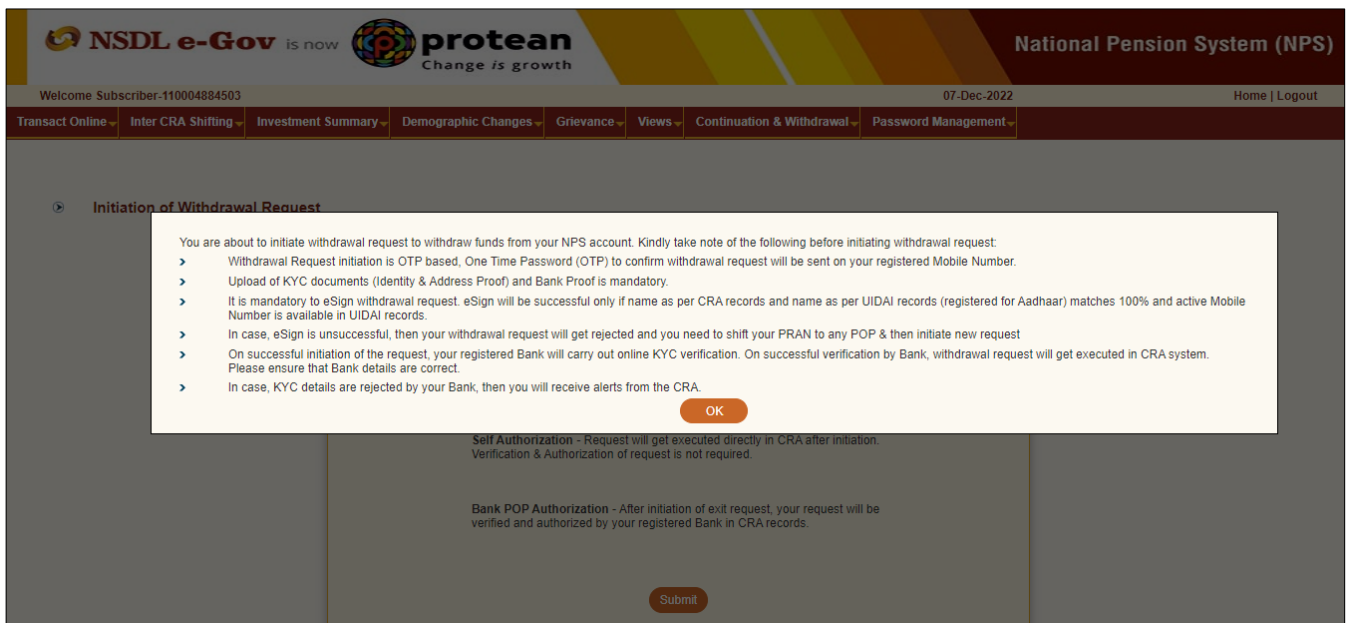 NSDL e-Gov is now protean
Change is growth
National Pension System (NPS)
Welcome Subscriber-110004884503 07-Dec-2022 Home | Logout
Transact Online Inter CRA Shifting Investment Summary Demographic Changes Grievance Views Continuation & Withdrawal Password Management
Initiation of Withdrawal Request
You are about to initiate withdrawal request to withdraw funds from your NPS account. Kindly take note of the following before initiating withdrawal request:
Withdrawal Request initiation is OTP based, One Time Password (OTP) to confirm withdrawal request will be sent on your registered Mobile Number.
Upload of KYC documents (Identity & Address Proof) and Bank Proof is mandatory.
It is mandatory to eSign withdrawal request. eSign will be successful only if name as per CRA records and name as per UIDAI records (registered for Aadhaar) matches 100% and active Mobile
Number is available in UIDAI records.
In case, eSign is unsuccessful, then your withdrawal request will get rejected and you need to shift your PRAN to any POP & then initiate new request
On successful initiation of the request, your registered Bank will carry out online KYC verification. On successful verification by Bank, withdrawal request will get executed in CRA system.
Please ensure that Bank details are correct.
In case, KYC details are rejected by your Bank, then you will receive alerts from the CRA.
OK
Self Authorization - Request will get executed directly in CRA after initiation.
Verification & Authorization of request is not required.
Bank POP Authorization - After initiation of exit request, your request will be
verified and authorized by your registered Bank in CRA records.
Submit